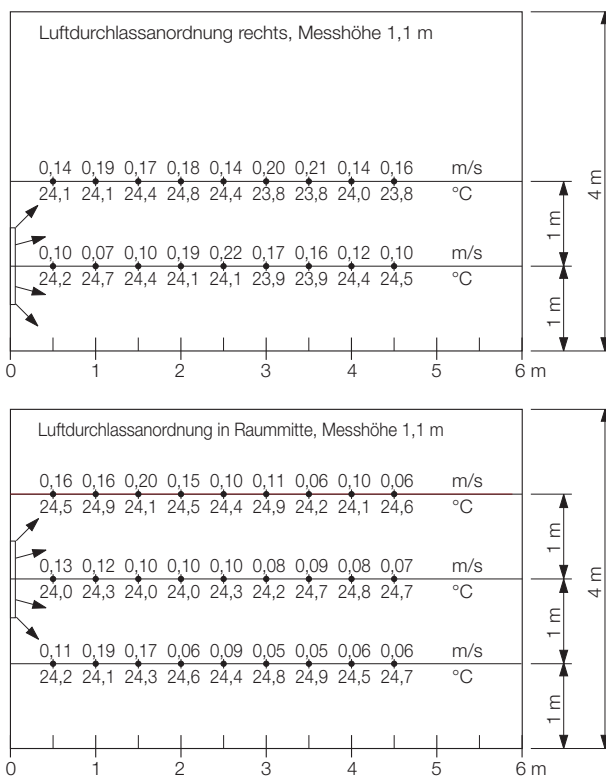 Luftdurchlassanordnung rechts, Messhöhe 1,1 m
0,14 0,19 0,17 0,18 0,14 0,20 0,21 0,14 0,16 m/s
24,1 24,1 24,4 24,8 24,4 23,8 23,8 24,0 23,8 °C
0,10 0,07 0,10 0,19 0,22 0,17 0,16 0,12 0,10 m/s
24,2 24,7 24,4 24,1 24,1 23,9 23,9 24,4 24,5 °C
1 m
1 m
4 m
0 1 2 3 4 5 6 m
Luftdurchlassanordnung in Raummitte, Messhöhe 1,1 m
0,16 0,16 0,20 0,15 0,10 0,11 0,06 0,10 0,06 m/s
24,5 24,9 24,1 24,5 24,4 24,9 24,2 24,1 24,6 °C
0,13 0,12 0,10 0,10 0,10 0,08 0,09 0,08 0,07 m/s
24,0 24,3 24,0 24,0 24,3 24,2 24,7 24,8 24,7 °C
0,11 0,19 0,17 0,06 0,09 0,05 0,05 0,06 0,06 m/s
24,2 24,1 24,3 24,6 24,4 24,8 24,9 24,5 24,7 °C
1 m
1 m
1 m
4 m
0 1 2 3 4 5 6 m